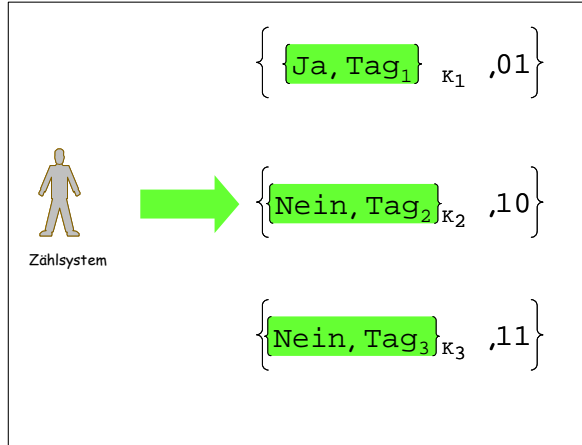 { {Ja, Tag₁} K₁ ,01}
Zählsystem
{ {Nein, Tag₂} K₂ ,10}
{ {Nein, Tag₃} K₃ ,11}